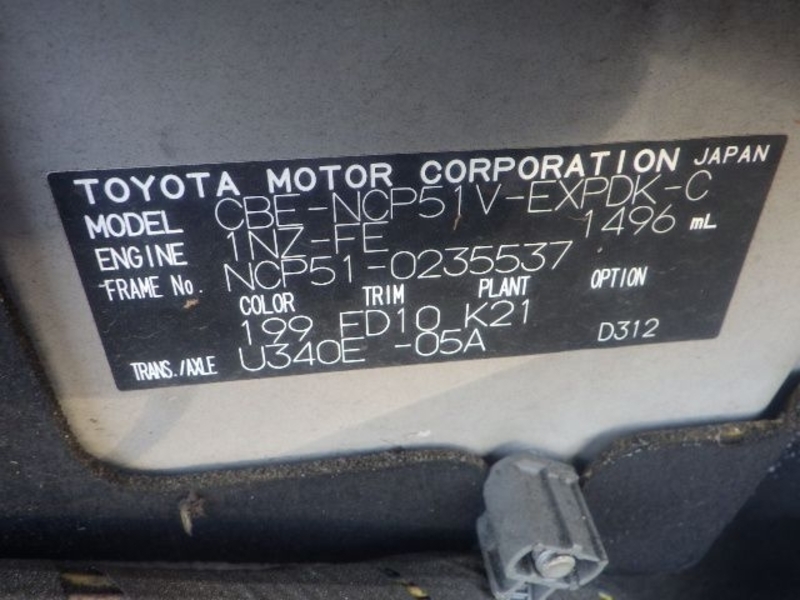 TOYOTA MOTOR CORPORATION JAPAN
MODEL CBE-NCP51V-EXPDK-C
ENGINE 1NZ-FE 1496 mL
FRAME No. NCP51-0235537
COLOR TRIM PLANT OPTION
199 FD10 K21
TRANS./AXLE U340E -05A D312